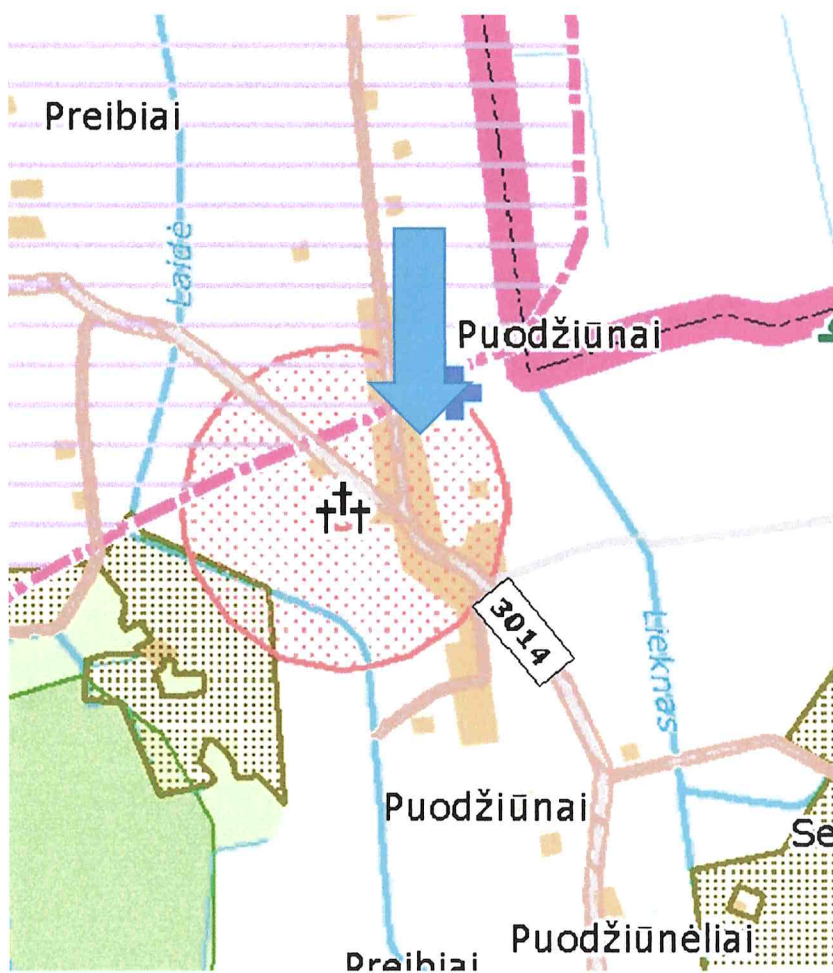 Preibiai
Laidė
Puodžiūnai
3014
Lieknas
Puodžiūnai
Se
Puodžiūnėliai
Preibiai